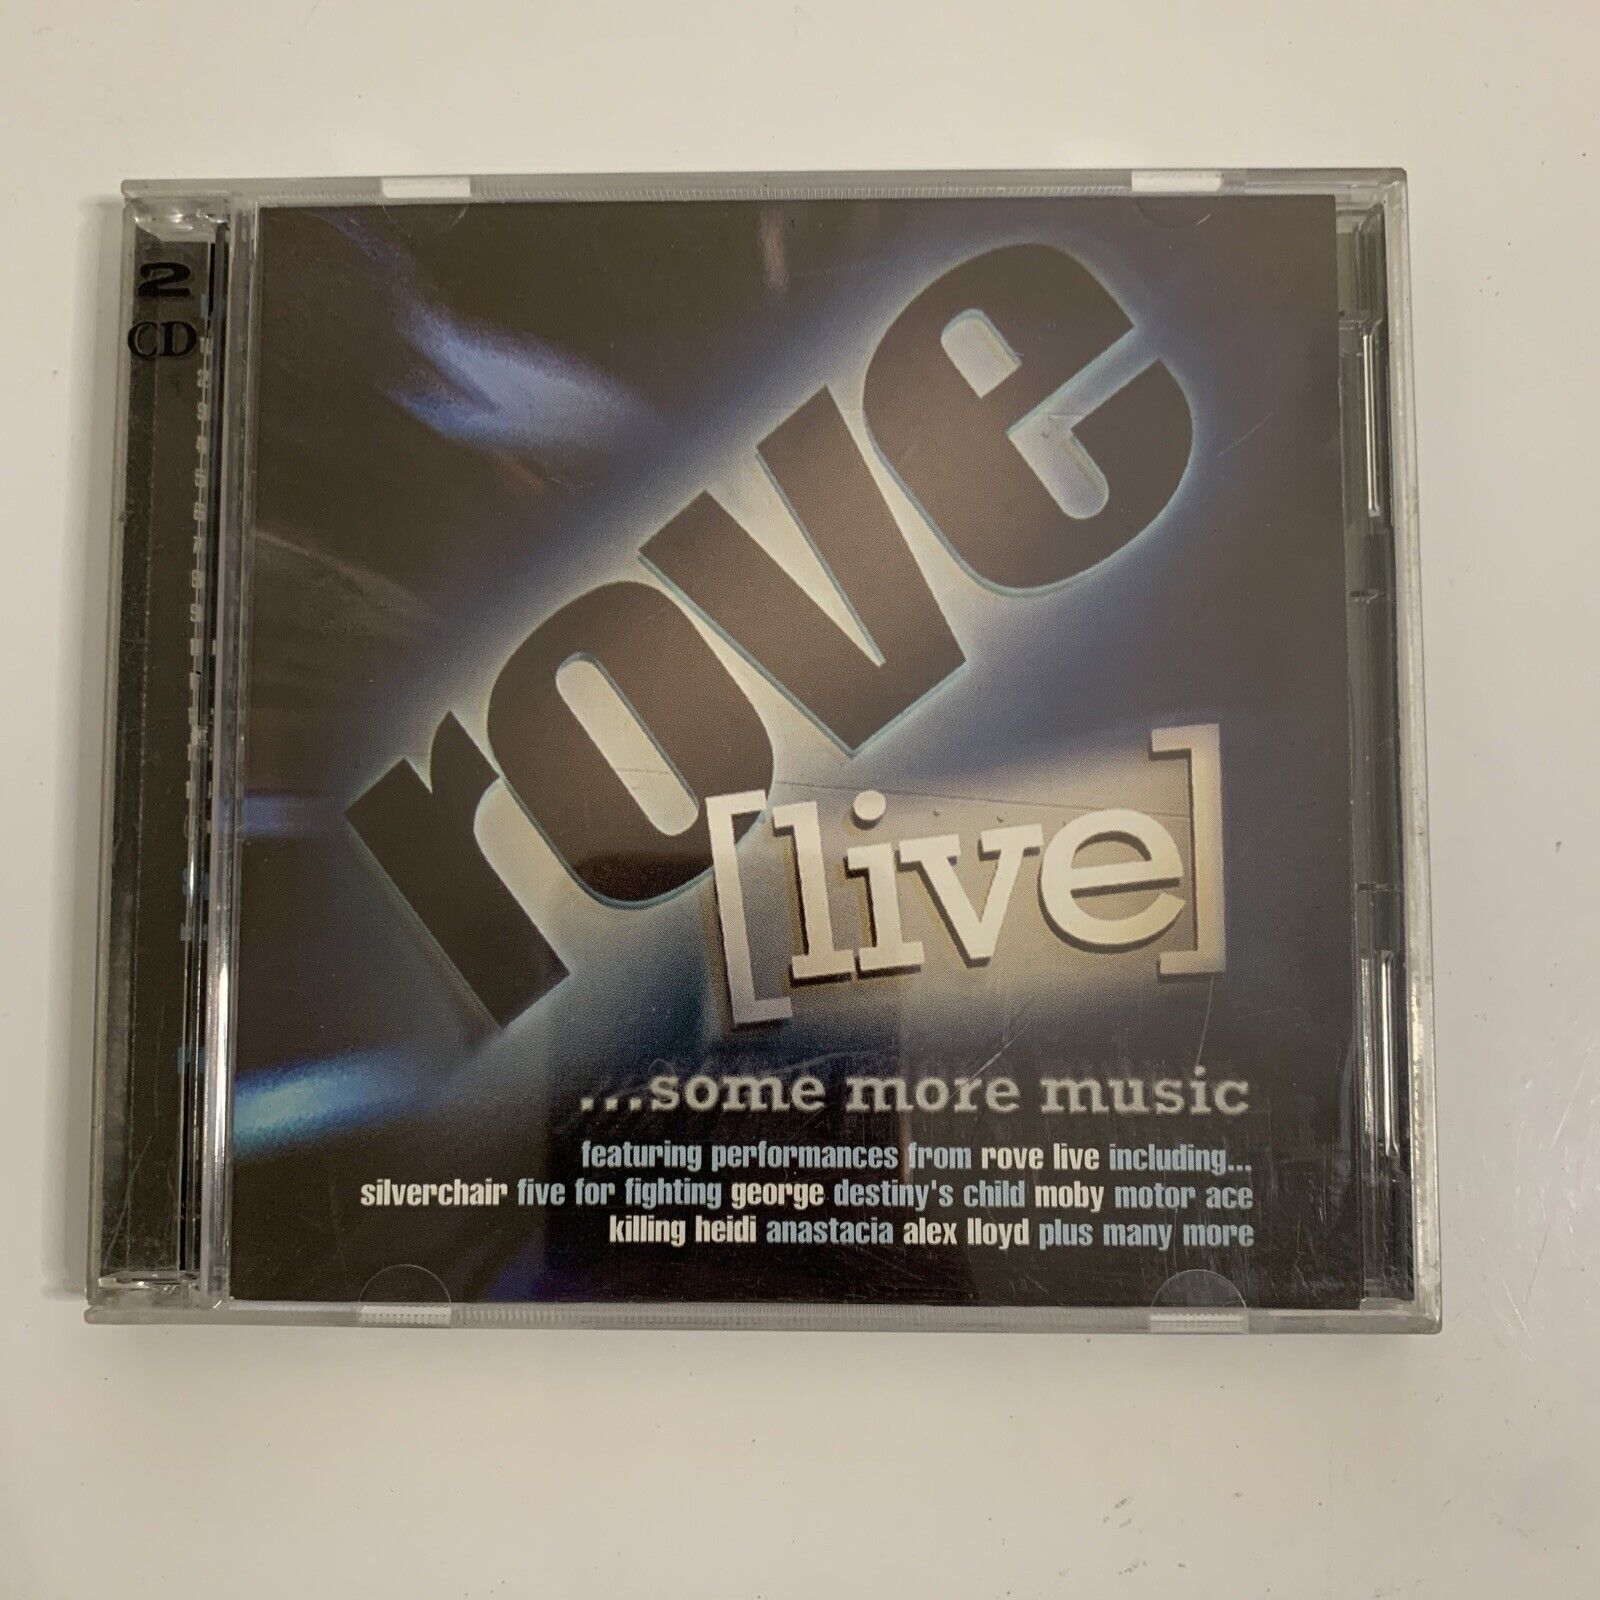 2
CD
rove
[live]
...some more music
featuring performances from rove live including...
silverchair five for fighting george destiny's child moby motor ace
killing heidi anastacia alex lloyd plus many more